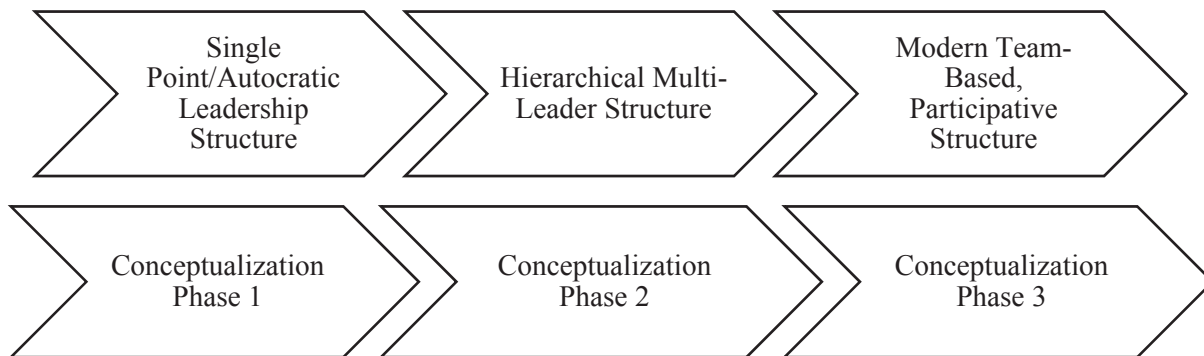 Single
Point/Autocratic
Leadership
Structure
Hierarchical Multi-
Leader Structure
Modern Team-
Based,
Participative
Structure
Conceptualization
Phase 1
Conceptualization
Phase 2
Conceptualization
Phase 3